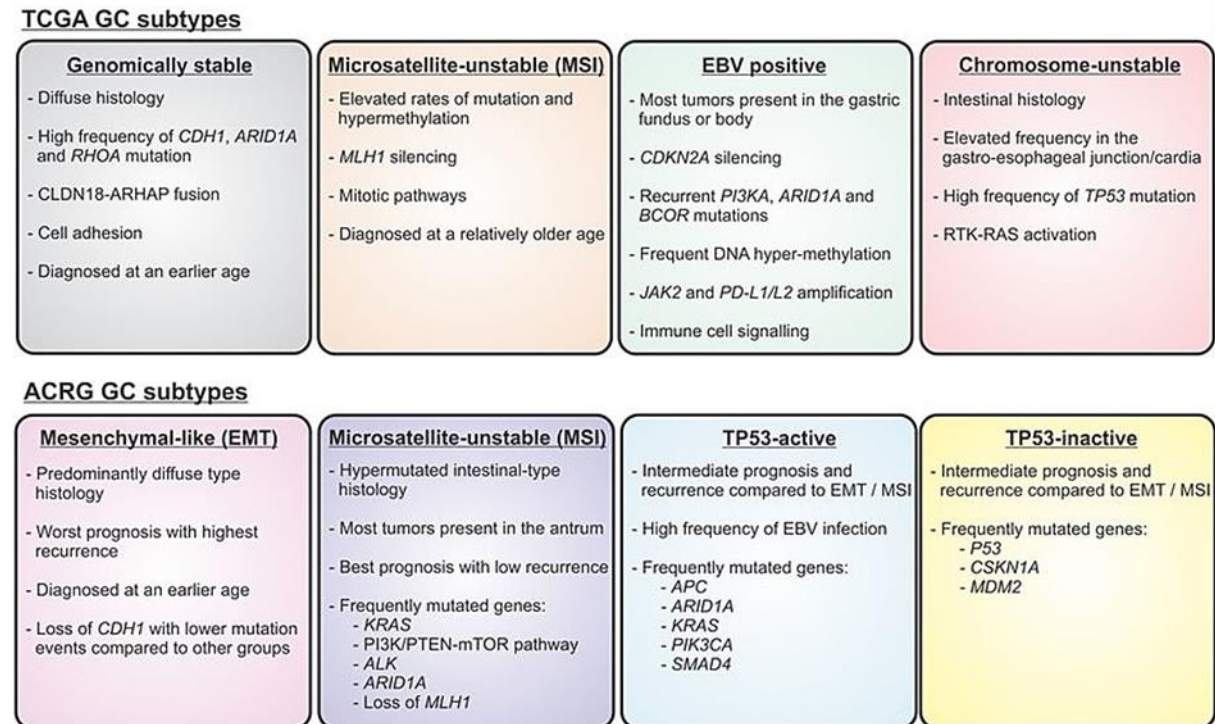 TCGA GC subtypes
Genomically stable
- Diffuse histology
- High frequency of CDH1, ARID1A
and RHOA mutation
- CLDN18-ARHAP fusion
- Cell adhesion
- Diagnosed at an earlier age
Microsatellite-unstable (MSI)
- Elevated rates of mutation and
hypermethylation
- MLH1 silencing
- Mitotic pathways
- Diagnosed at a relatively older age
EBV positive
- Most tumors present in the gastric
fundus or body
- CDKN2A silencing
- Recurrent PI3KA, ARID1A and
BCOR mutations
- Frequent DNA hyper-methylation
- JAK2 and PD-L1/L2 amplification
- Immune cell signalling
Chromosome-unstable
- Intestinal histology
- Elevated frequency in the
gastro-esophageal junction/cardia
- High frequency of TP53 mutation
- RTK-RAS activation
ACRG GC subtypes
Mesenchymal-like (EMT)
- Predominantly diffuse type
histology
- Worst prognosis with highest
recurrence
- Diagnosed at an earlier age
- Loss of CDH1 with lower mutation
events compared to other groups
Microsatellite-unstable (MSI)
- Hypermutated intestinal-type
histology
- Most tumors present in the antrum
- Best prognosis with low recurrence
- Frequently mutated genes:
- KRAS
- PI3K/PTEN-mTOR pathway
- ALK
- ARID1A
- Loss of MLH1
TP53-active
- Intermediate prognosis and
recurrence compared to EMT / MSI
- High frequency of EBV infection
- Frequently mutated genes:
- APC
- ARID1A
- KRAS
- PIK3CA
- SMAD4
TP53-inactive
- Intermediate prognosis and
recurrence compared to EMT / MSI
- Frequently mutated genes:
- P53
- CSKN1A
- MDM2